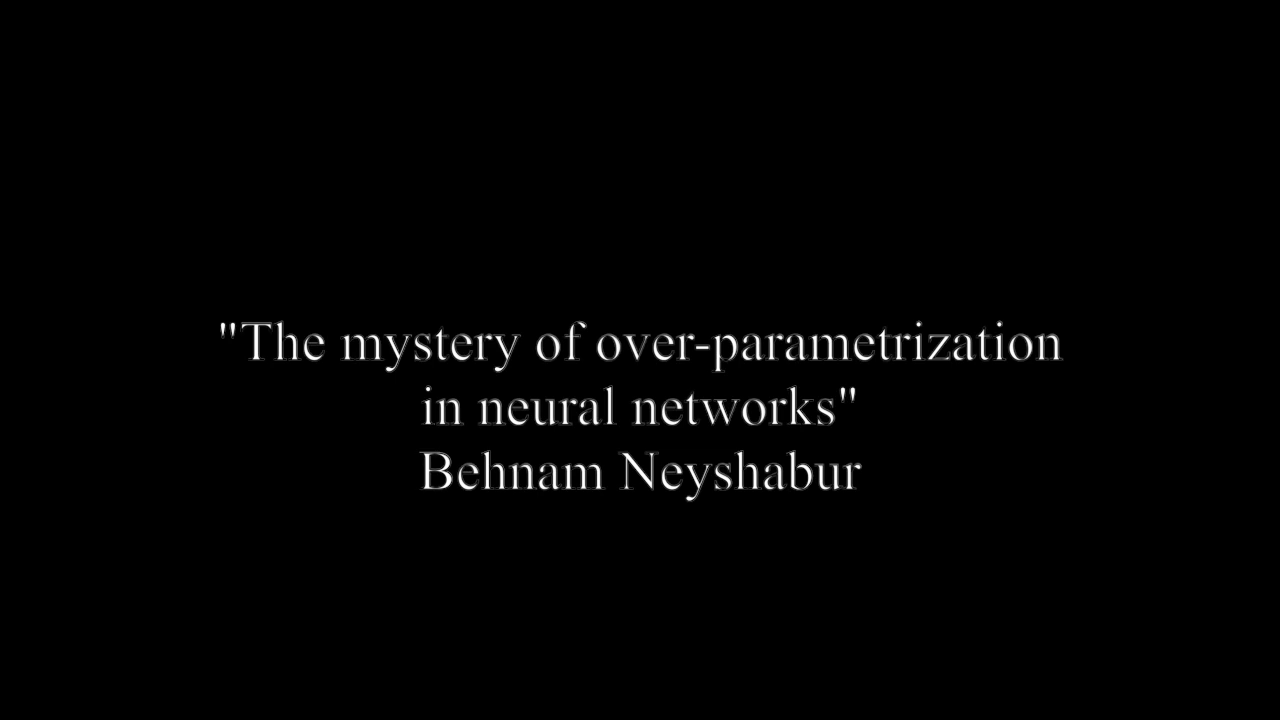 "The mystery of over-parametrization
in neural networks"
Behnam Neyshabur